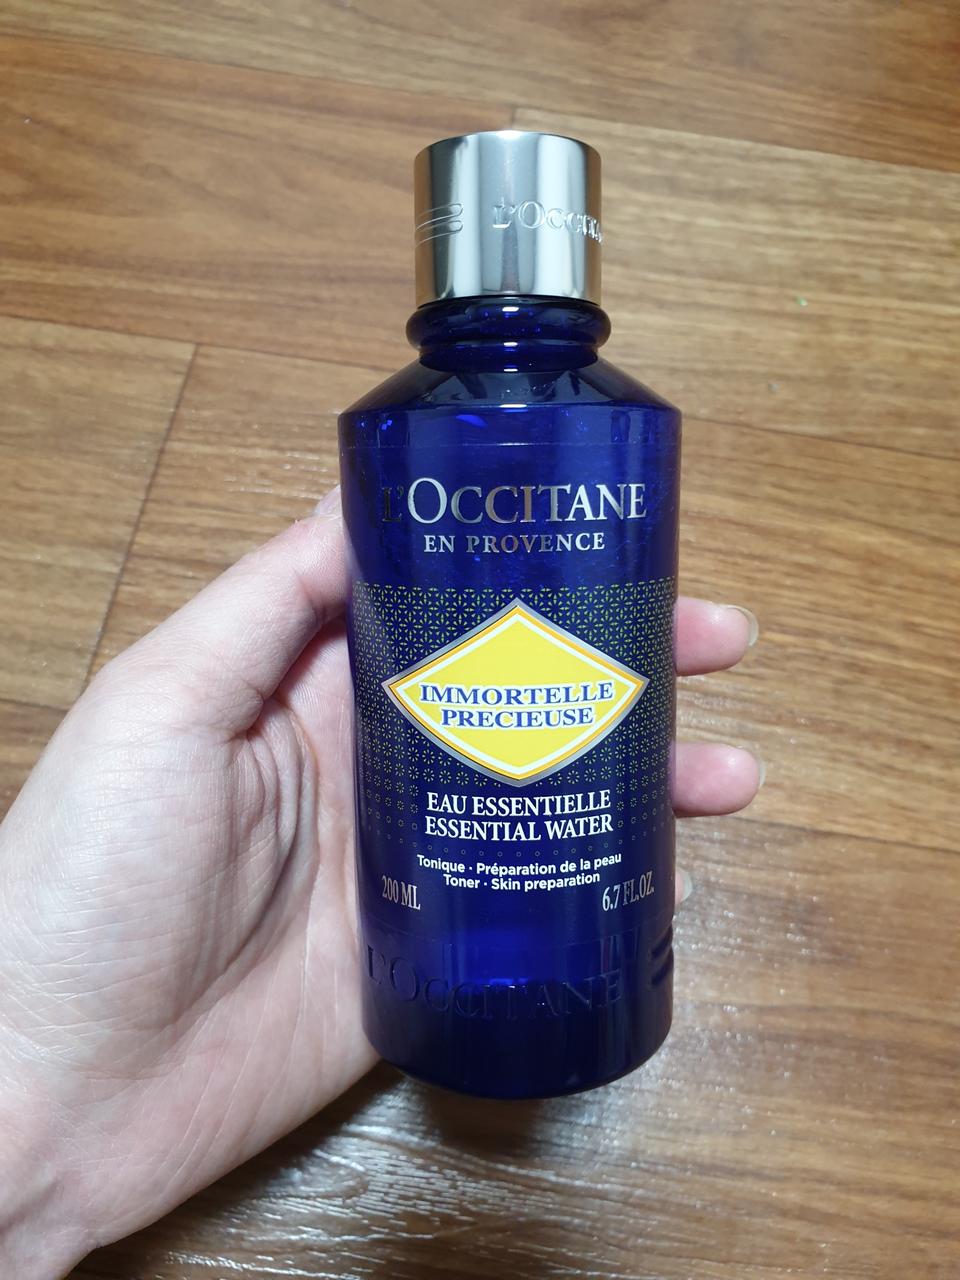 L'OCCITA
L'OCCITANE
EN PROVENCE
IMMORTELLE
PRECIEUSE
EAU ESSENTIELLE
ESSENTIAL WATER
Tonique · Préparation de la peau
Toner · Skin preparation
200 ML
6.7 FL.OZ.
L'OCCITANE